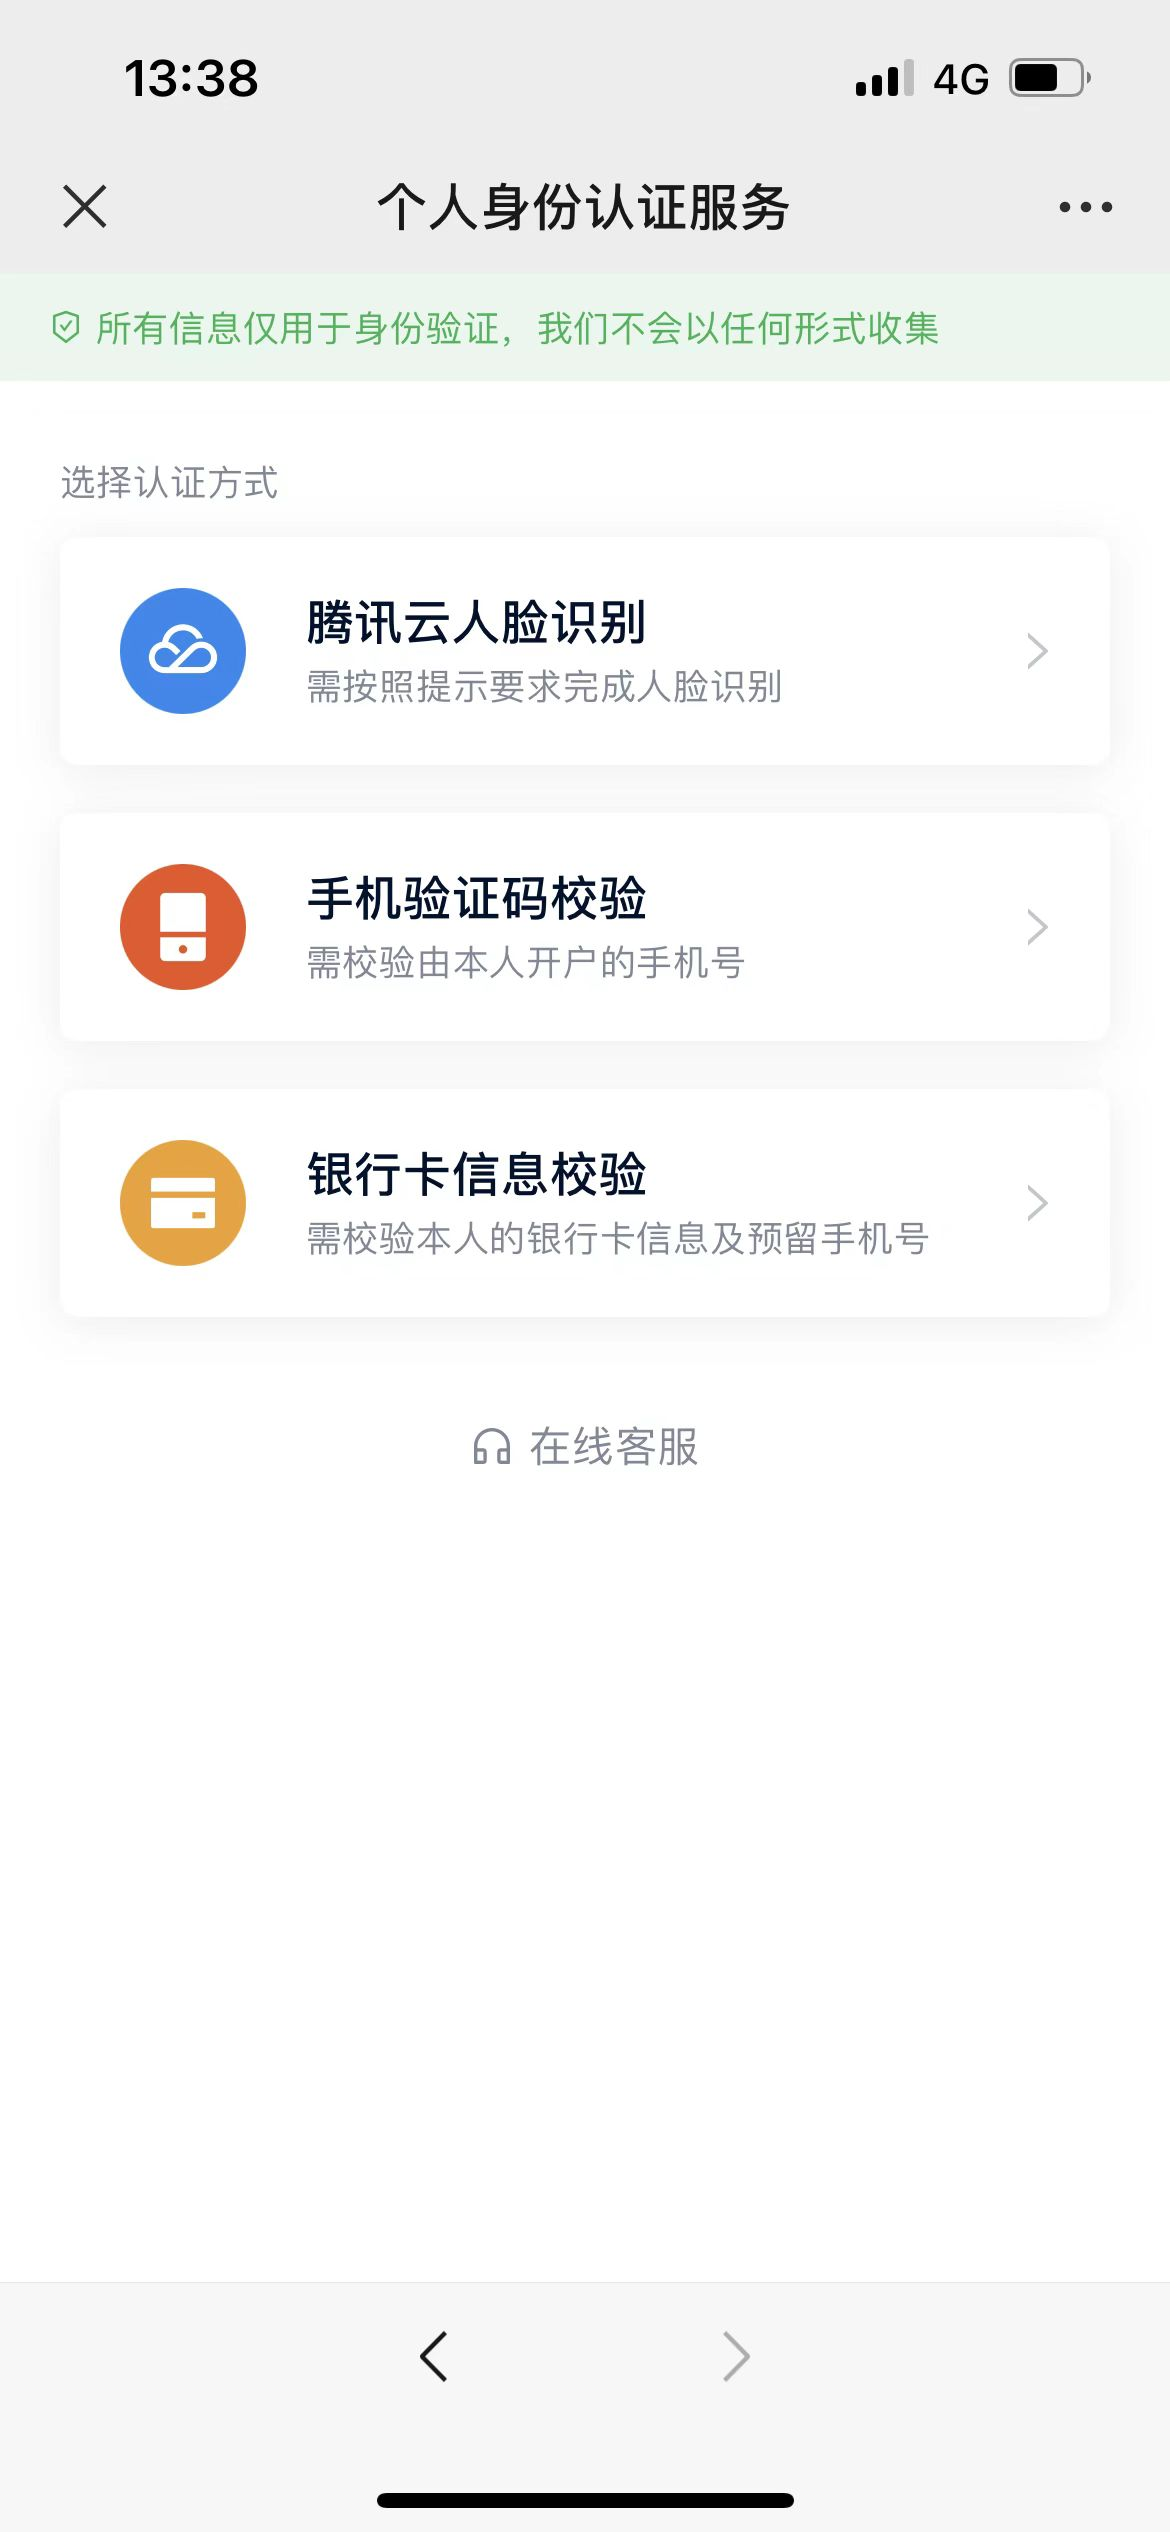 13:38
4G
个人身份认证服务
所有信息仅用于身份验证，我们不会以任何形式收集
选择认证方式
腾讯云人脸识别
需按照提示要求完成人脸识别
手机验证码校验
需校验由本人开户的手机号
银行卡信息校验
需校验本人的银行卡信息及预留手机号
在线客服